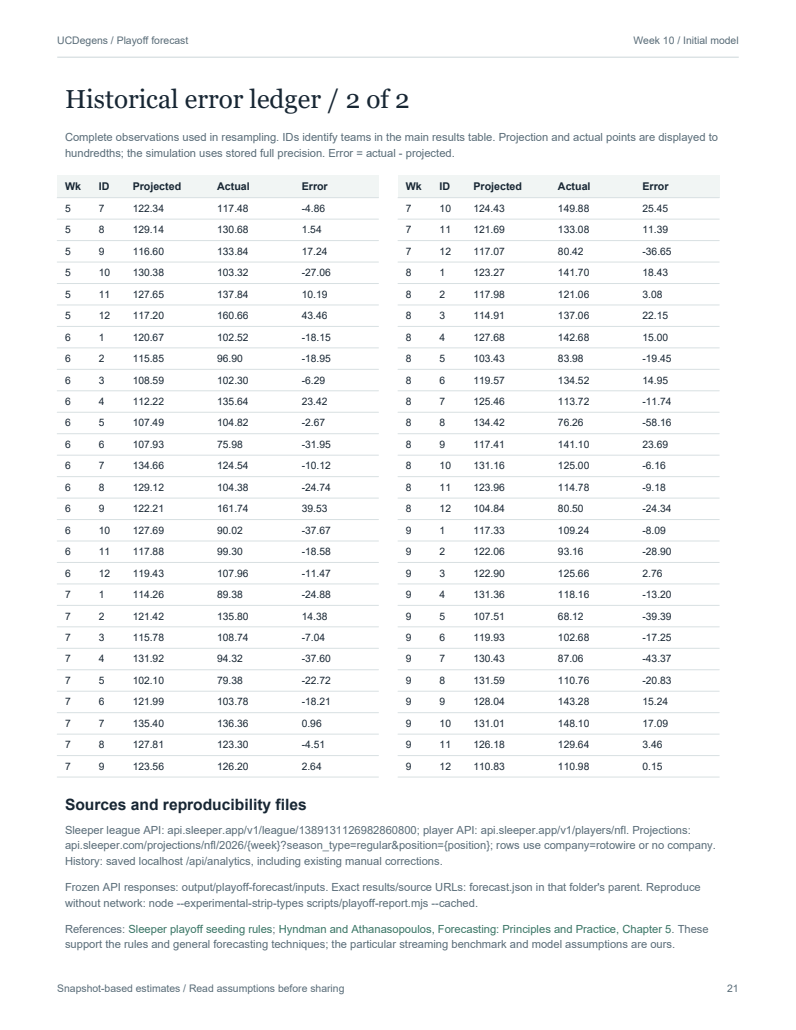 UCDegens / Playoff forecast
Week 10 / Initial model
Historical error ledger / 2 of 2
Complete observations used in resampling. IDs identify teams in the main results table. Projection and actual points are displayed to
hundredths; the simulation uses stored full precision. Error = actual - projected.
Wk ID Projected Actual Error
5 7 122.34 117.48 -4.86
5 8 129.14 130.68 1.54
5 9 116.60 133.84 17.24
5 10 130.38 103.32 -27.06
5 11 127.65 137.84 10.19
5 12 117.20 160.66 43.46
6 1 120.67 102.52 -18.15
6 2 115.85 96.90 -18.95
6 3 108.59 102.30 -6.29
6 4 112.22 135.64 23.42
6 5 107.49 104.82 -2.67
6 6 107.93 75.98 -31.95
6 7 134.66 124.54 -10.12
6 8 129.12 104.38 -24.74
6 9 122.21 161.74 39.53
6 10 127.69 90.02 -37.67
6 11 117.88 99.30 -18.58
6 12 119.43 107.96 -11.47
7 1 114.26 89.38 -24.88
7 2 121.42 135.80 14.38
7 3 115.78 108.74 -7.04
7 4 131.92 94.32 -37.60
7 5 102.10 79.38 -22.72
7 6 121.99 103.78 -18.21
7 7 135.40 136.36 0.96
7 8 127.81 123.30 -4.51
7 9 123.56 126.20 2.64
Wk ID Projected Actual Error
7 10 124.43 149.88 25.45
7 11 121.69 133.08 11.39
7 12 117.07 80.42 -36.65
8 1 123.27 141.70 18.43
8 2 117.98 121.06 3.08
8 3 114.91 137.06 22.15
8 4 127.68 142.68 15.00
8 5 103.43 83.98 -19.45
8 6 119.57 134.52 14.95
8 7 125.46 113.72 -11.74
8 8 134.42 76.26 -58.16
8 9 117.41 141.10 23.69
8 10 131.16 125.00 -6.16
8 11 123.96 114.78 -9.18
8 12 104.84 80.50 -24.34
9 1 117.33 109.24 -8.09
9 2 122.06 93.16 -28.90
9 3 122.90 125.66 2.76
9 4 131.36 118.16 -13.20
9 5 107.51 68.12 -39.39
9 6 119.93 102.68 -17.25
9 7 130.43 87.06 -43.37
9 8 131.59 110.76 -20.83
9 9 128.04 143.28 15.24
9 10 131.01 148.10 17.09
9 11 126.18 129.64 3.46
9 12 110.83 110.98 0.15
Sources and reproducibility files
Sleeper league API: api.sleeper.app/v1/league/1389131126982860800; player API: api.sleeper.app/v1/players/nfl. Projections:
api.sleeper.com/projections/nfl/2026/{week}?season_type=regular&position={position}; rows use company=rotowire or no company.
History: saved localhost /api/analytics, including existing manual corrections.
Frozen API responses: output/playoff-forecast/inputs. Exact results/source URLs: forecast.json in that folder's parent. Reproduce
without network: node --experimental-strip-types scripts/playoff-report.mjs --cached.
References: Sleeper playoff seeding rules; Hyndman and Athanasopoulos, Forecasting: Principles and Practice, Chapter 5. These
support the rules and general forecasting techniques; the particular streaming benchmark and model assumptions are ours.
Snapshot-based estimates / Read assumptions before sharing
21